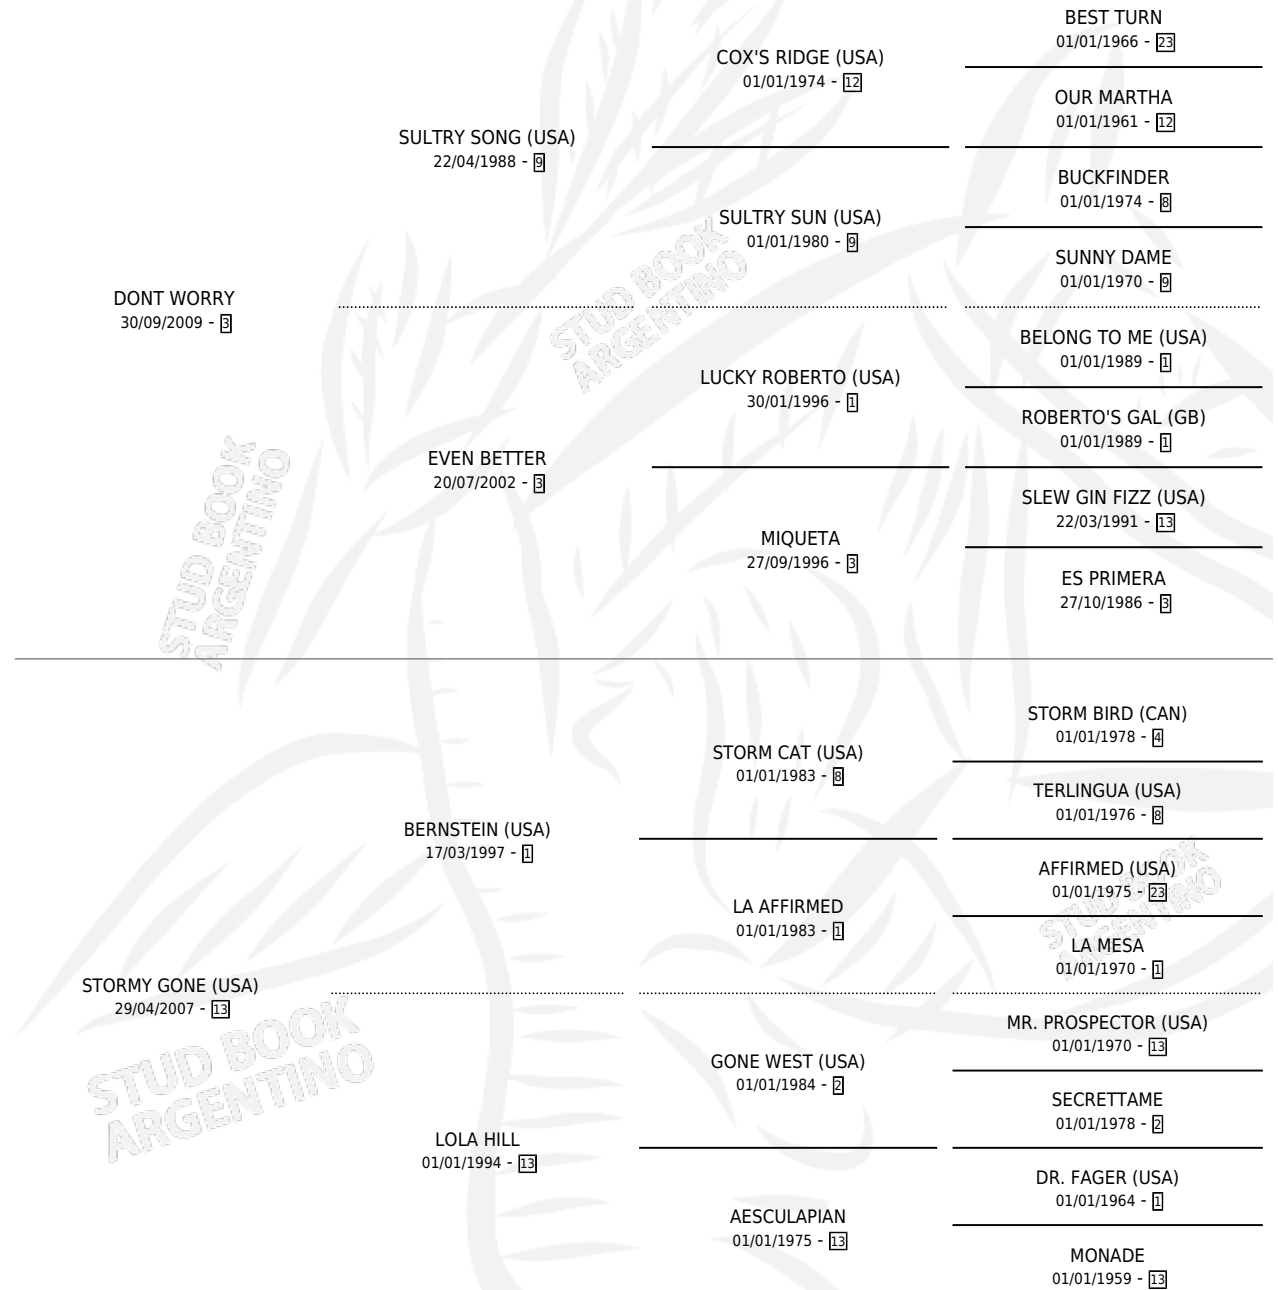 BEST TURN
01/01/1966 - 23
COX'S RIDGE (USA)
01/01/1974 - 12
OUR MARTHA
01/01/1961 - 12
SULTRY SONG (USA)
22/04/1988 - 9
BUCKFINDER
01/01/1974 - 8
SULTRY SUN (USA)
01/01/1980 - 9
SUNNY DAME
01/01/1970 - 9
DONT WORRY
30/09/2009 - 3
BELONG TO ME (USA)
01/01/1989 - 1
LUCKY ROBERTO (USA)
30/01/1996 - 1
ROBERTO'S GAL (GB)
01/01/1989 - 1
EVEN BETTER
20/07/2002 - 3
SLEW GIN FIZZ (USA)
22/03/1991 - 13
MIQUETA
27/09/1996 - 3
ES PRIMERA
27/10/1986 - 3
STUD BOOK
ARGENTINO
STUD BOOK
ARGENTINO
STORM BIRD (CAN)
01/01/1978 - 4
STORM CAT (USA)
01/01/1983 - 8
TERLINGUA (USA)
01/01/1976 - 8
BERNSTEIN (USA)
17/03/1997 - 1
AFFIRMED (USA)
01/01/1975 - 23
LA AFFIRMED
01/01/1983 - 1
LA MESA
01/01/1970 - 1
STORMY GONE (USA)
29/04/2007 - 13
MR. PROSPECTOR (USA)
01/01/1970 - 13
GONE WEST (USA)
01/01/1984 - 2
SECRETTAME
01/01/1978 - 2
LOLA HILL
01/01/1994 - 13
DR. FAGER (USA)
01/01/1964 - 1
AESCULAPIAN
01/01/1975 - 13
MONADE
01/01/1959 - 13
STUD BOOK
ARGENTINO
STUD BOOK
ARGENTINO